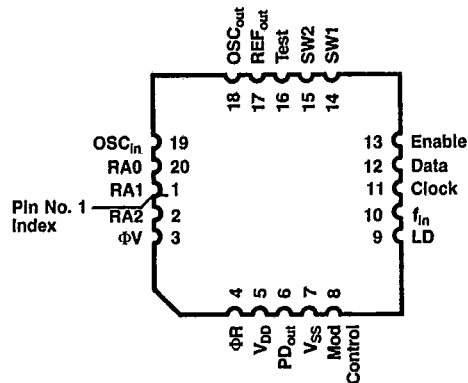 OSCout
REFout
Test
SW2
SW1
18 17 16 15 14
OSCin 19
RA0 20
RA1 1
RA2 2
ΦV 3
Pin No. 1
Index
13 Enable
12 Data
11 Clock
10 fin
9 LD
4 5 6 7 8
ΦR
VDD
PDout
VSS
Mod
Control